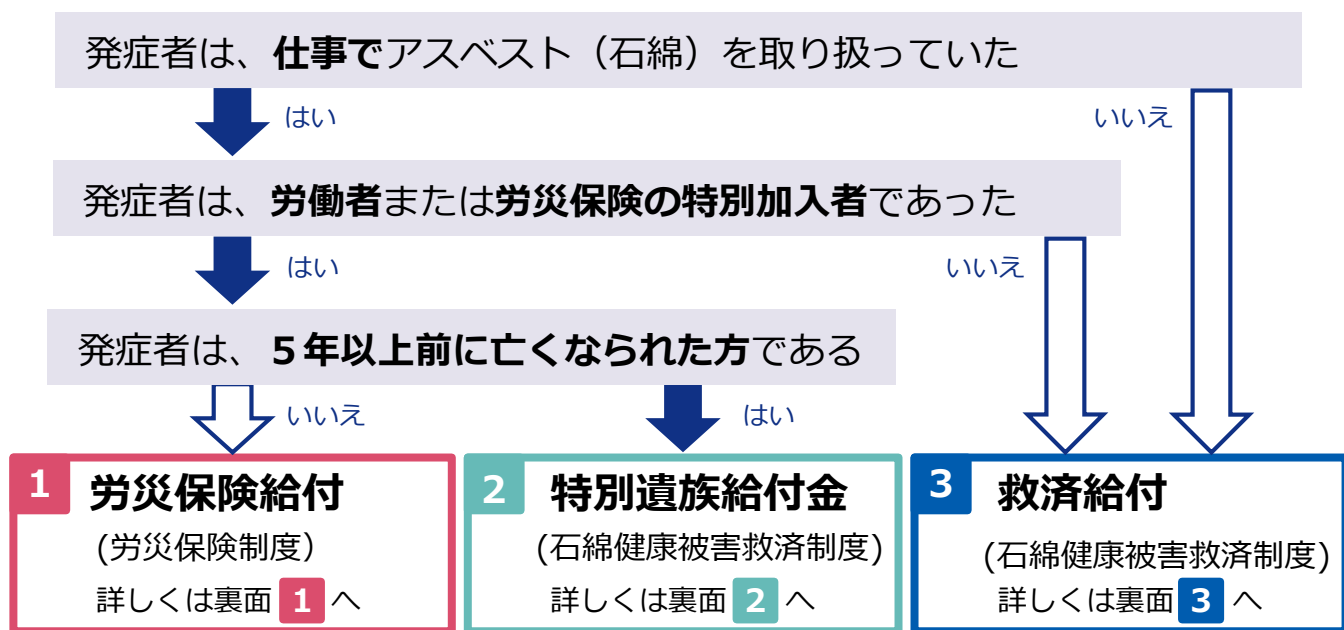 発症者は、仕事でアスベスト（石綿）を取り扱っていた
はい
いいえ
発症者は、労働者または労災保険の特別加入者であった
はい
いいえ
発症者は、５年以上前に亡くなられた方である
いいえ
はい
1 労災保険給付
(労災保険制度）
詳しくは裏面 1 へ
2 特別遺族給付金
(石綿健康被害救済制度)
詳しくは裏面 2 へ
3 救済給付
(石綿健康被害救済制度)
詳しくは裏面 3 へ